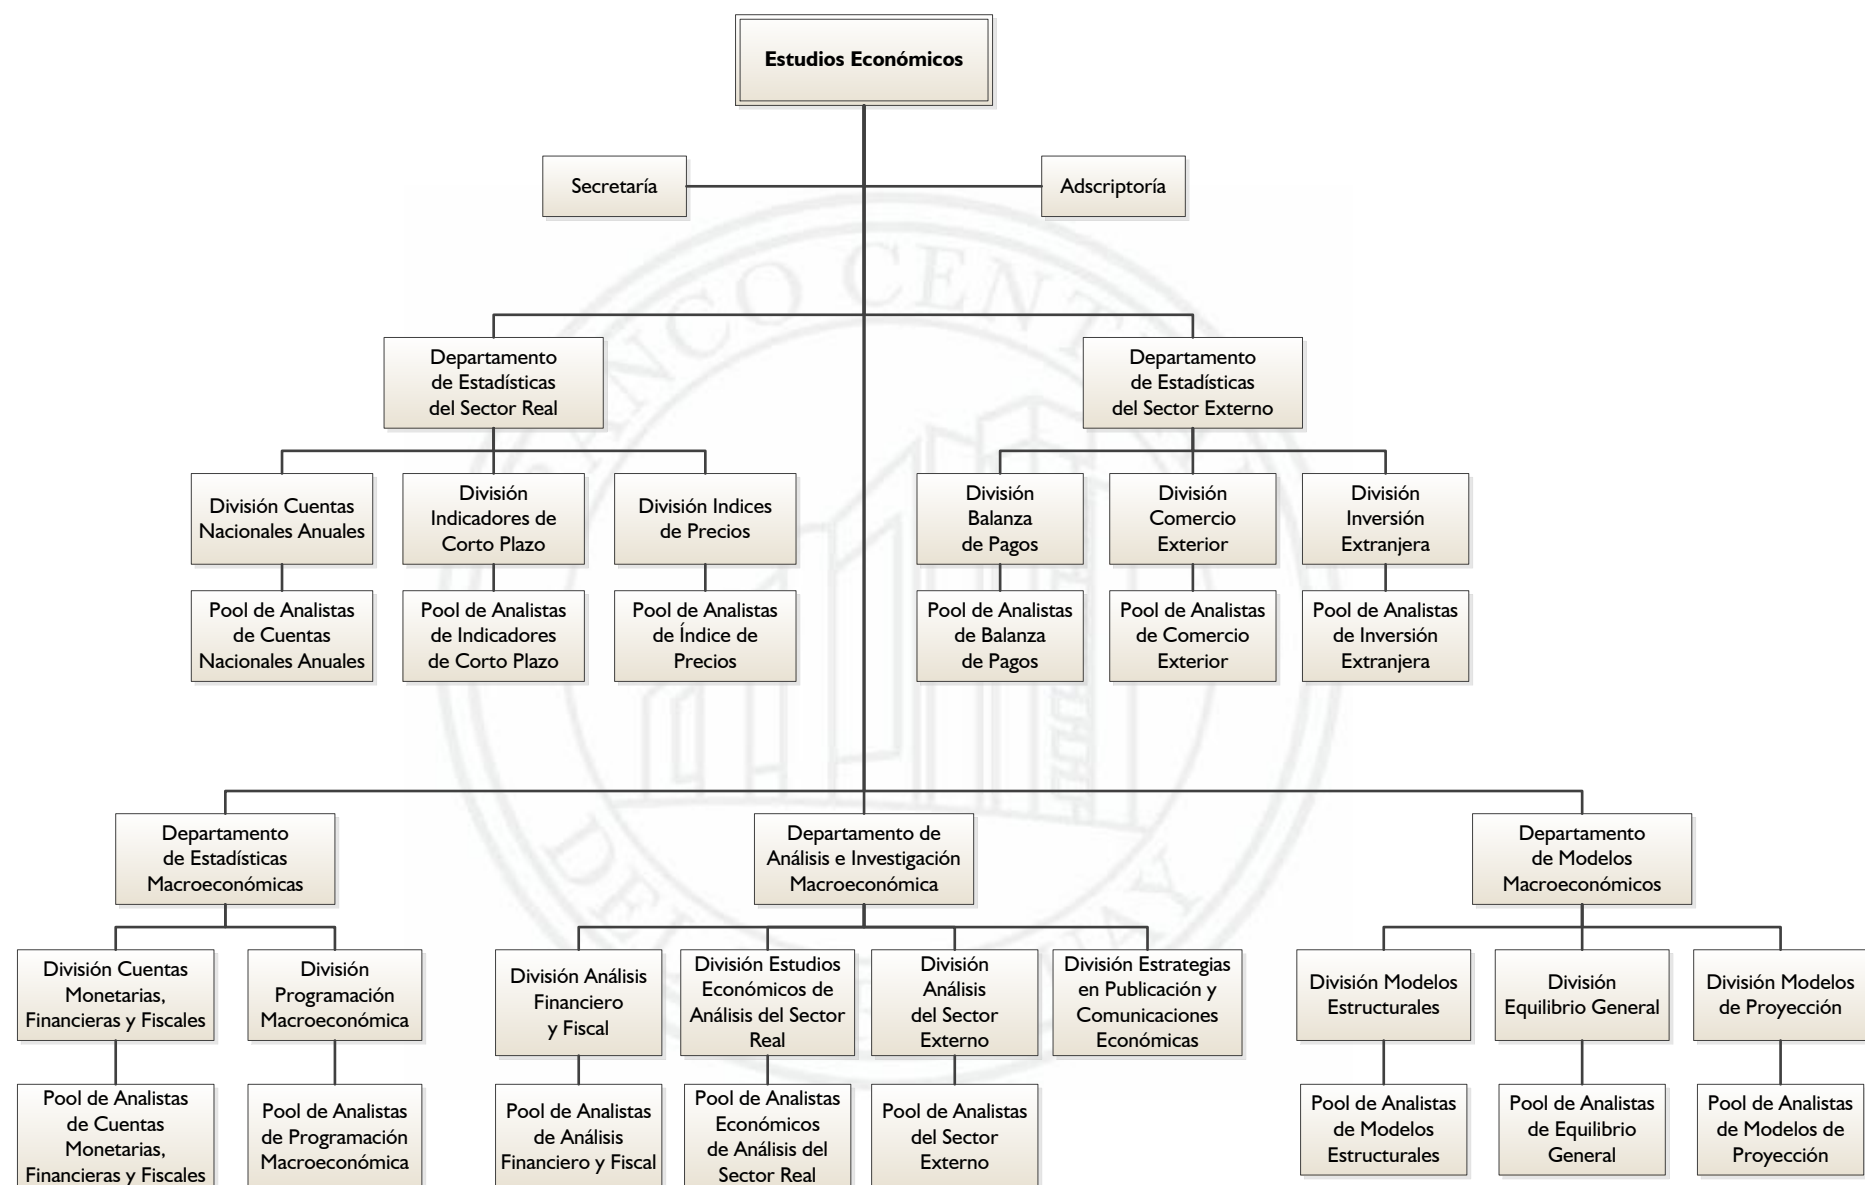 Estudios Económicos
Secretaría
Adscriptoría
BANCO CENTRAL
DEL PARAGUAY
Departamento
de Estadísticas
del Sector Real
Departamento
de Estadísticas
del Sector Externo
División Cuentas
Nacionales Anuales
División
Indicadores de
Corto Plazo
División Indices
de Precios
División
Balanza
de Pagos
División
Comercio
Exterior
División
Inversión
Extranjera
Pool de Analistas
de Cuentas
Nacionales Anuales
Pool de Analistas
de Indicadores
de Corto Plazo
Pool de Analistas
de Índice de
Precios
Pool de Analistas
de Balanza
de Pagos
Pool de Analistas
de Comercio
Exterior
Pool de Analistas
de Inversión
Extranjera
Departamento
de Estadísticas
Macroeconómicas
Departamento de
Análisis e Investigación
Macroeconómica
Departamento
de Modelos
Macroeconómicos
División Cuentas
Monetarias,
Financieras y Fiscales
División
Programación
Macroeconómica
División Análisis
Financiero
y Fiscal
División Estudios
Económicos de
Análisis del Sector
Real
División
Análisis
del Sector
Externo
División Estrategias
en Publicación y
Comunicaciones
Económicas
División Modelos
Estructurales
División
Equilibrio General
División Modelos
de Proyección
Pool de Analistas
de Cuentas
Monetarias,
Financieras y Fiscales
Pool de Analistas
de Programación
Macroeconómica
Pool de Analistas
de Análisis
Financiero y Fiscal
Pool de Analistas
Económicos
de Análisis del
Sector Real
Pool de Analistas
del Sector
Externo
Pool de Analistas
de Modelos
Estructurales
Pool de Analistas
de Equilibrio
General
Pool de Analistas
de Modelos de
Proyección